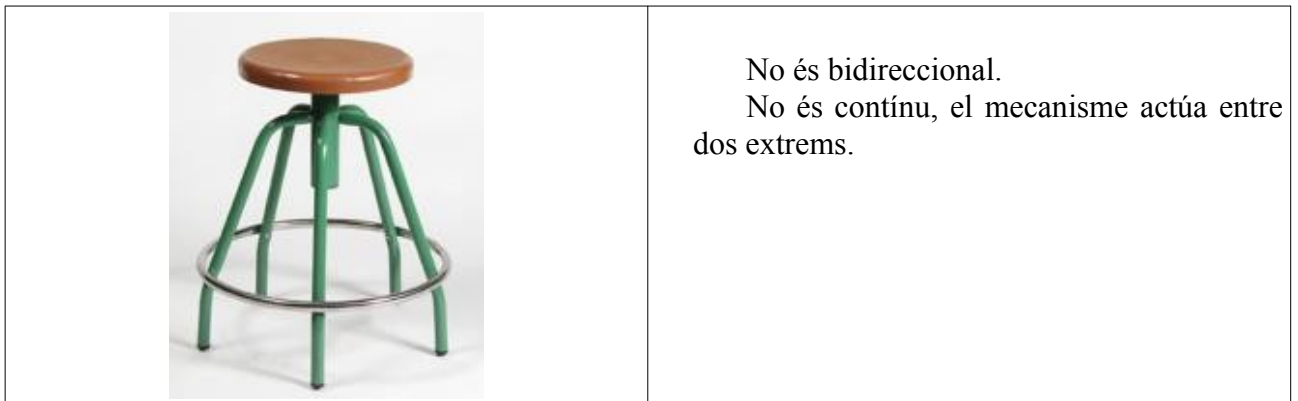 No és bidireccional.
No és contínu, el mecanisme actúa entre
dos extrems.